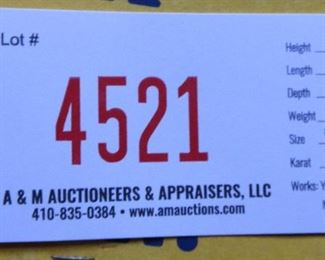 Lot #
4521
A & M AUCTIONEERS & APPRAISERS, LLC
410-835-0384 • www.amauctions.com
Height
Length
Depth
Weight
Size
Karat
Works: Y